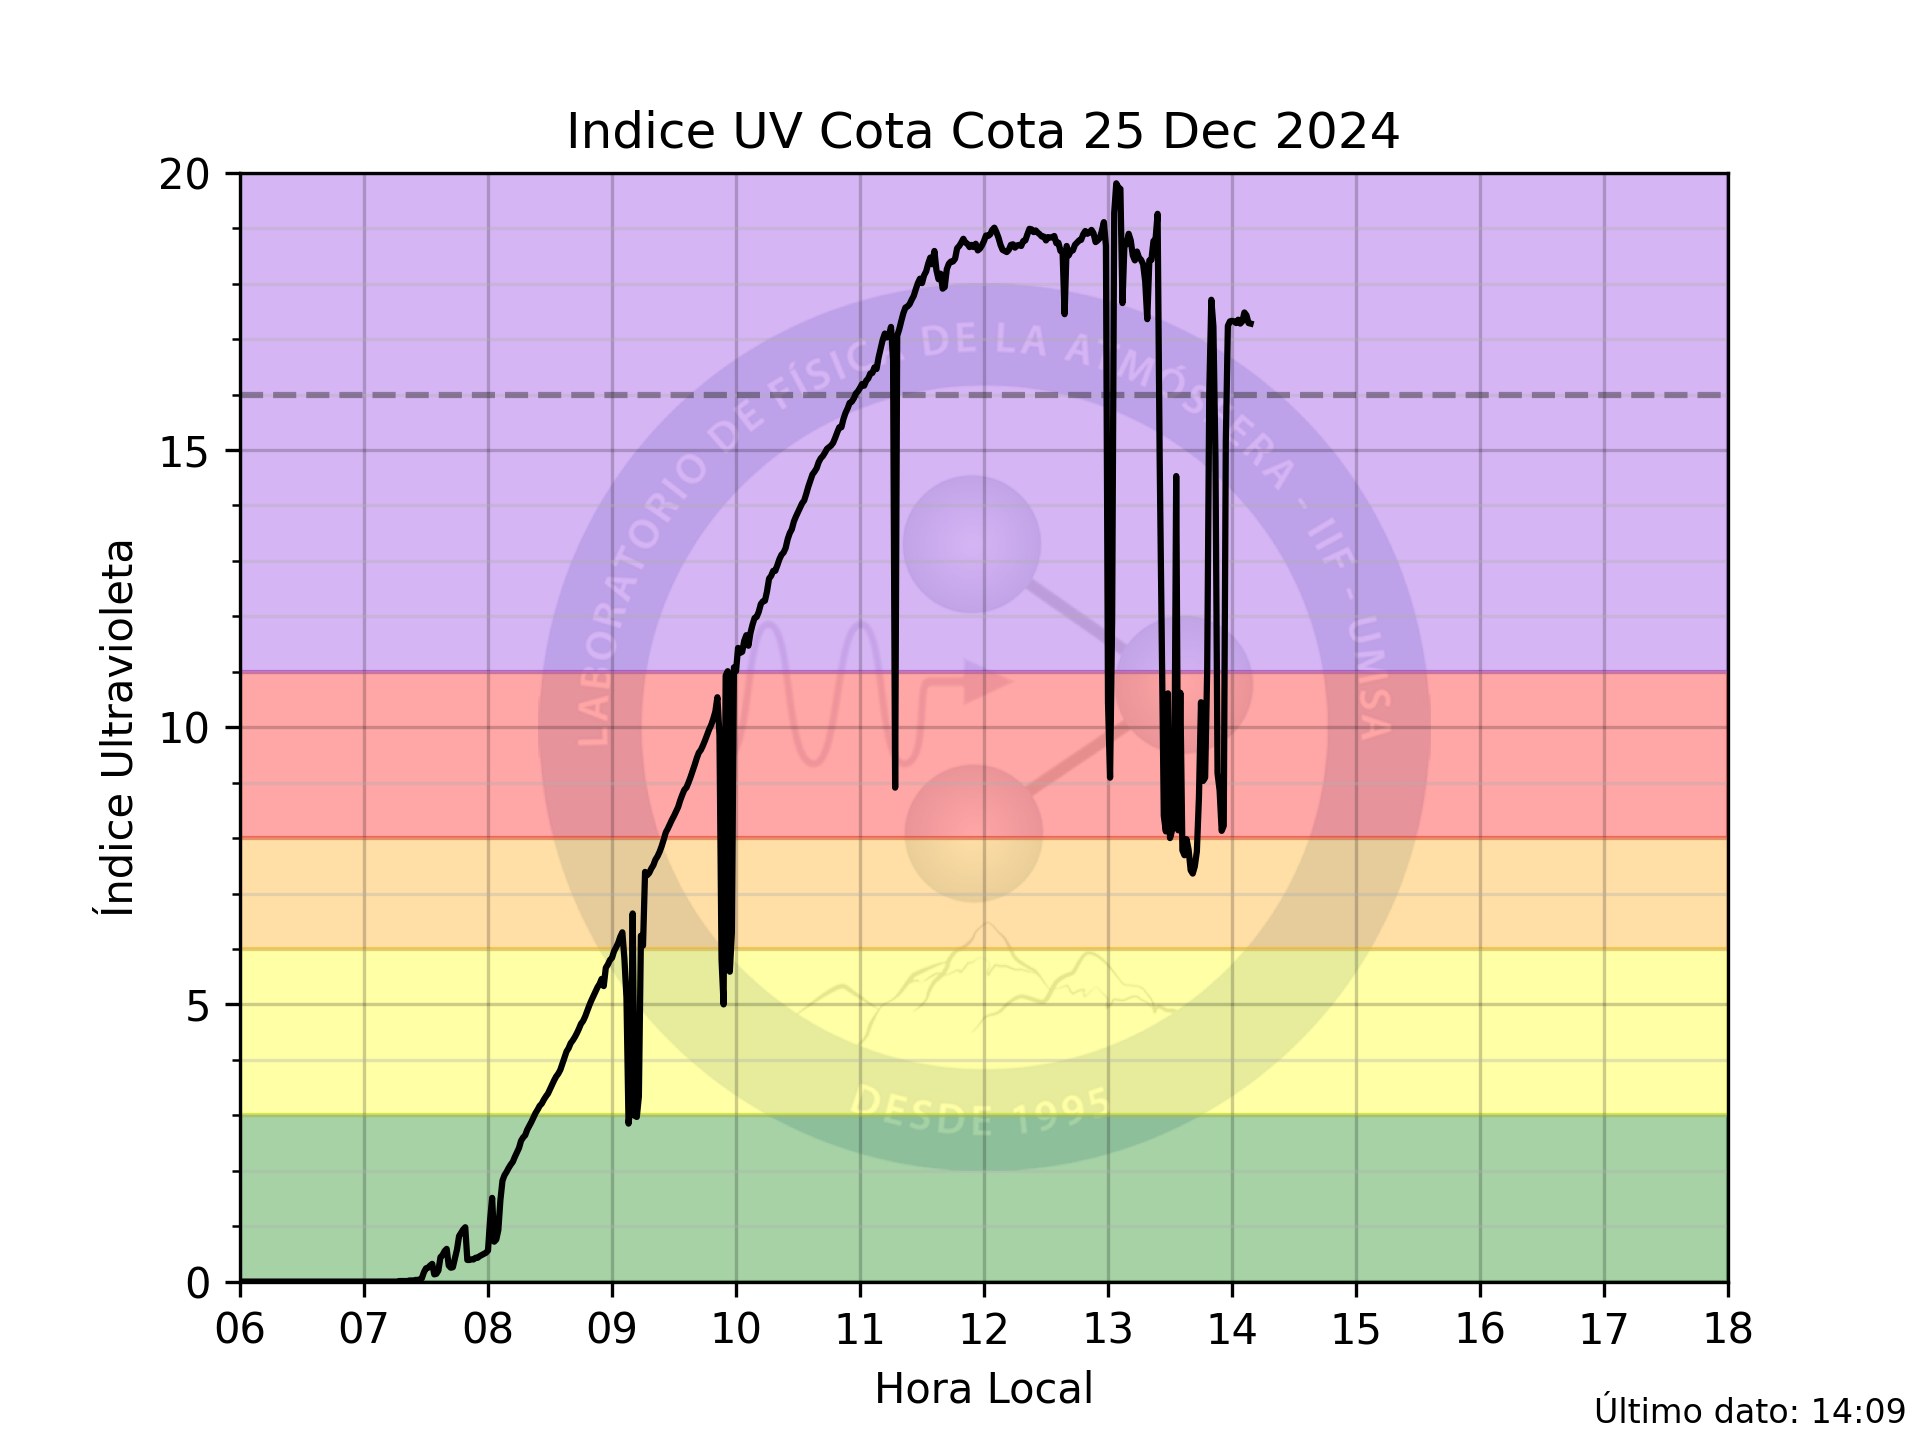 Indice UV Cota Cota 25 Dec 2024
20
15
10
5
0
Índice Ultravioleta
LABORATORIO DE FÍSICA DE LA ATMÓSFERA - IIF - UMSA
DESDE 1995
06 07 08 09 10 11 12 13 14 15 16 17 18
Hora Local
Último dato: 14:09